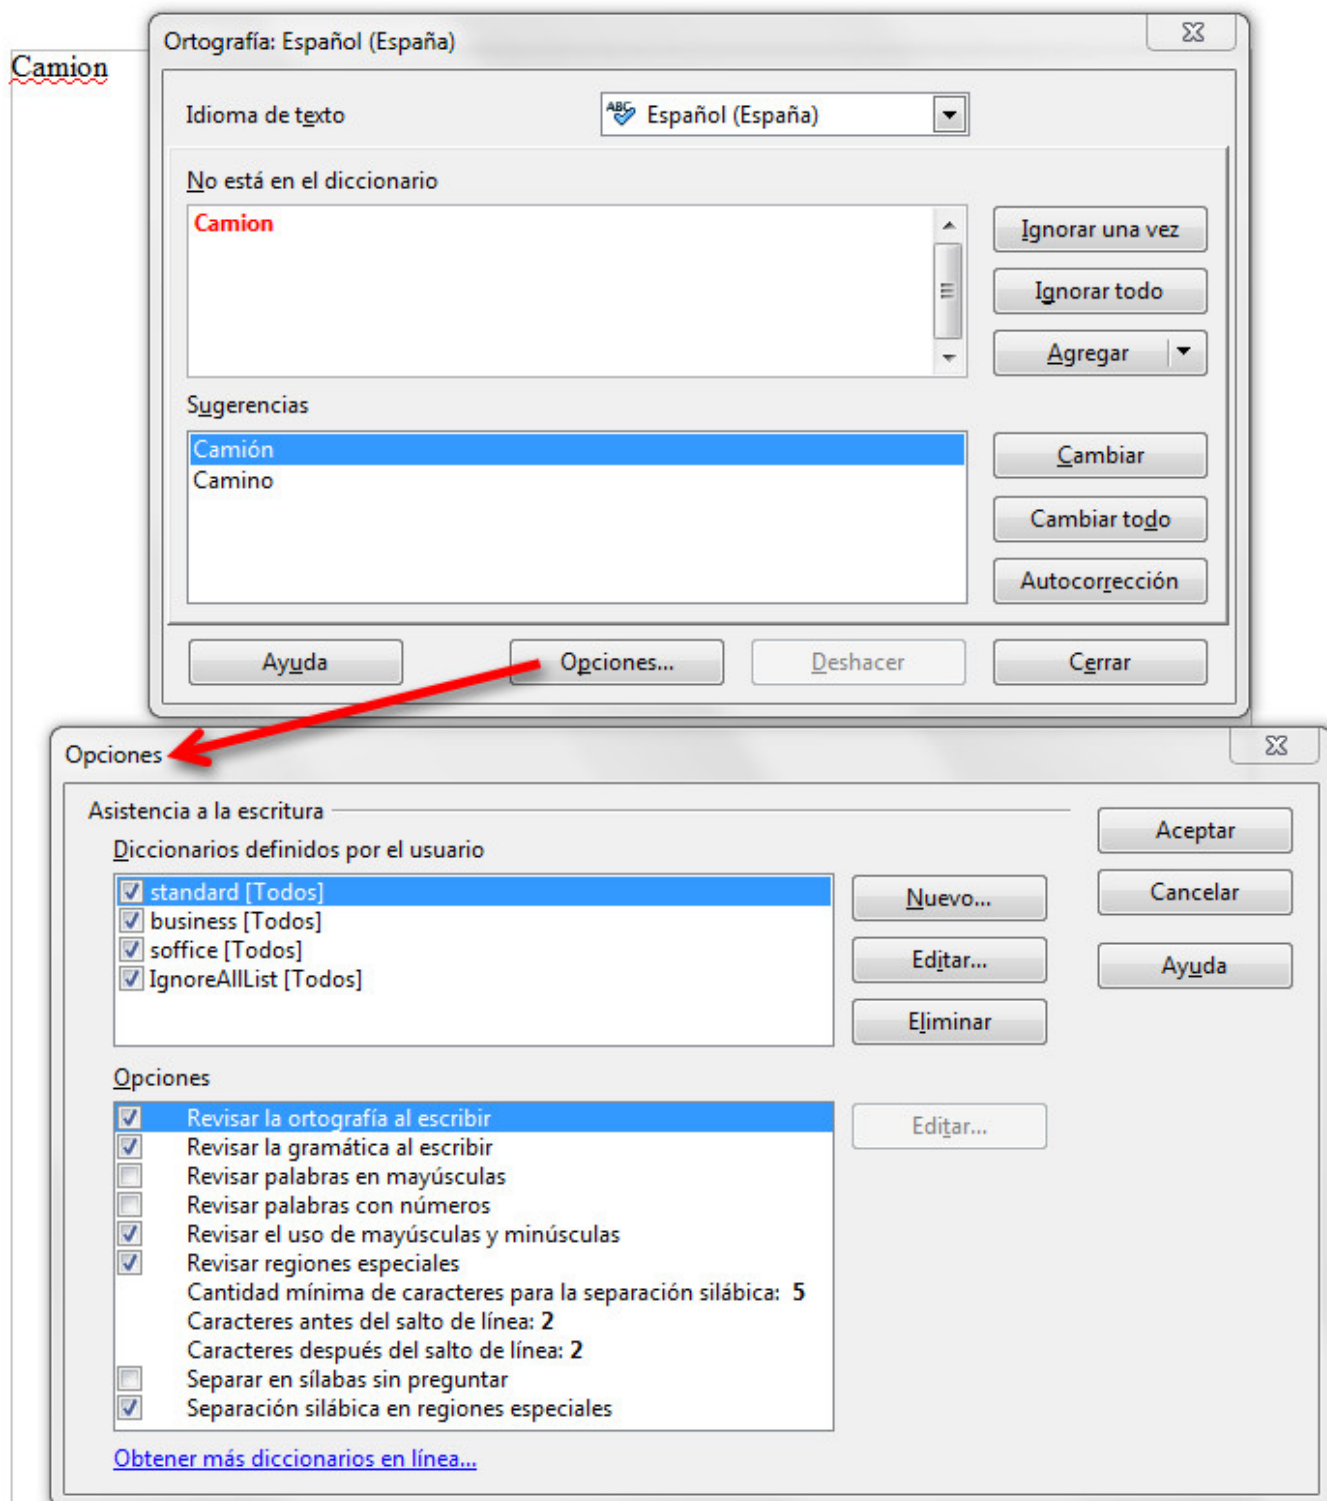 Camion
Ortografía: Español (España)
Idioma de texto
ABC Español (España)
No está en el diccionario
Camion
Ignorar una vez
Ignorar todo
Agregar
Sugerencias
Camión
Camino
Cambiar
Cambiar todo
Autocorrección
Ayuda Opciones... Deshacer Cerrar
Opciones
Asistencia a la escritura
Aceptar
Diccionarios definidos por el usuario
standard [Todos]
business [Todos]
soffice [Todos]
IgnoreAllList [Todos]
Nuevo...
Editar...
Eliminar
Cancelar
Ayuda
Opciones
Revisar la ortografía al escribir
Revisar la gramática al escribir
Revisar palabras en mayúsculas
Revisar palabras con números
Revisar el uso de mayúsculas y minúsculas
Revisar regiones especiales
Cantidad mínima de caracteres para la separación silábica: 5
Caracteres antes del salto de línea: 2
Caracteres después del salto de línea: 2
Separar en sílabas sin preguntar
Separación silábica en regiones especiales
Editar...
Obtener más diccionarios en línea...